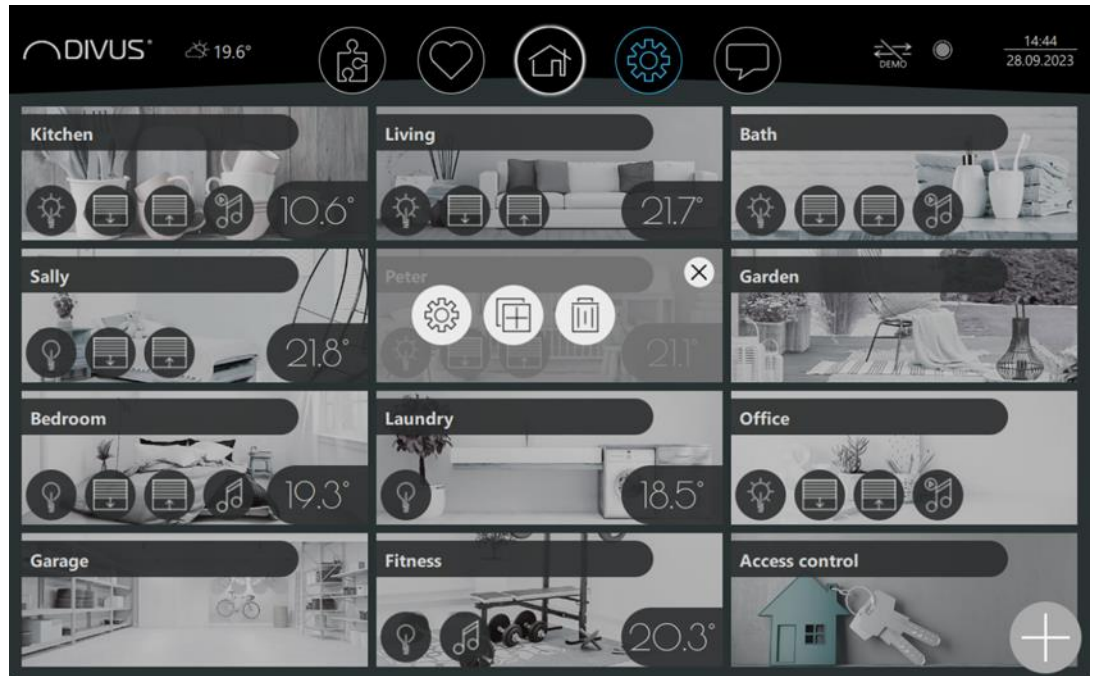 DIVUS
19.6°
DEMO
14:44
28.09.2023
Kitchen
10.6°
Living
21.7°
Bath
Sally
21.8°
Peter
21.1°
Garden
Bedroom
19.3°
Laundry
18.5°
Office
Garage
Fitness
20.3°
Access control